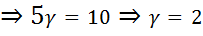 ⇒ 5γ = 10 ⇒ γ = 2